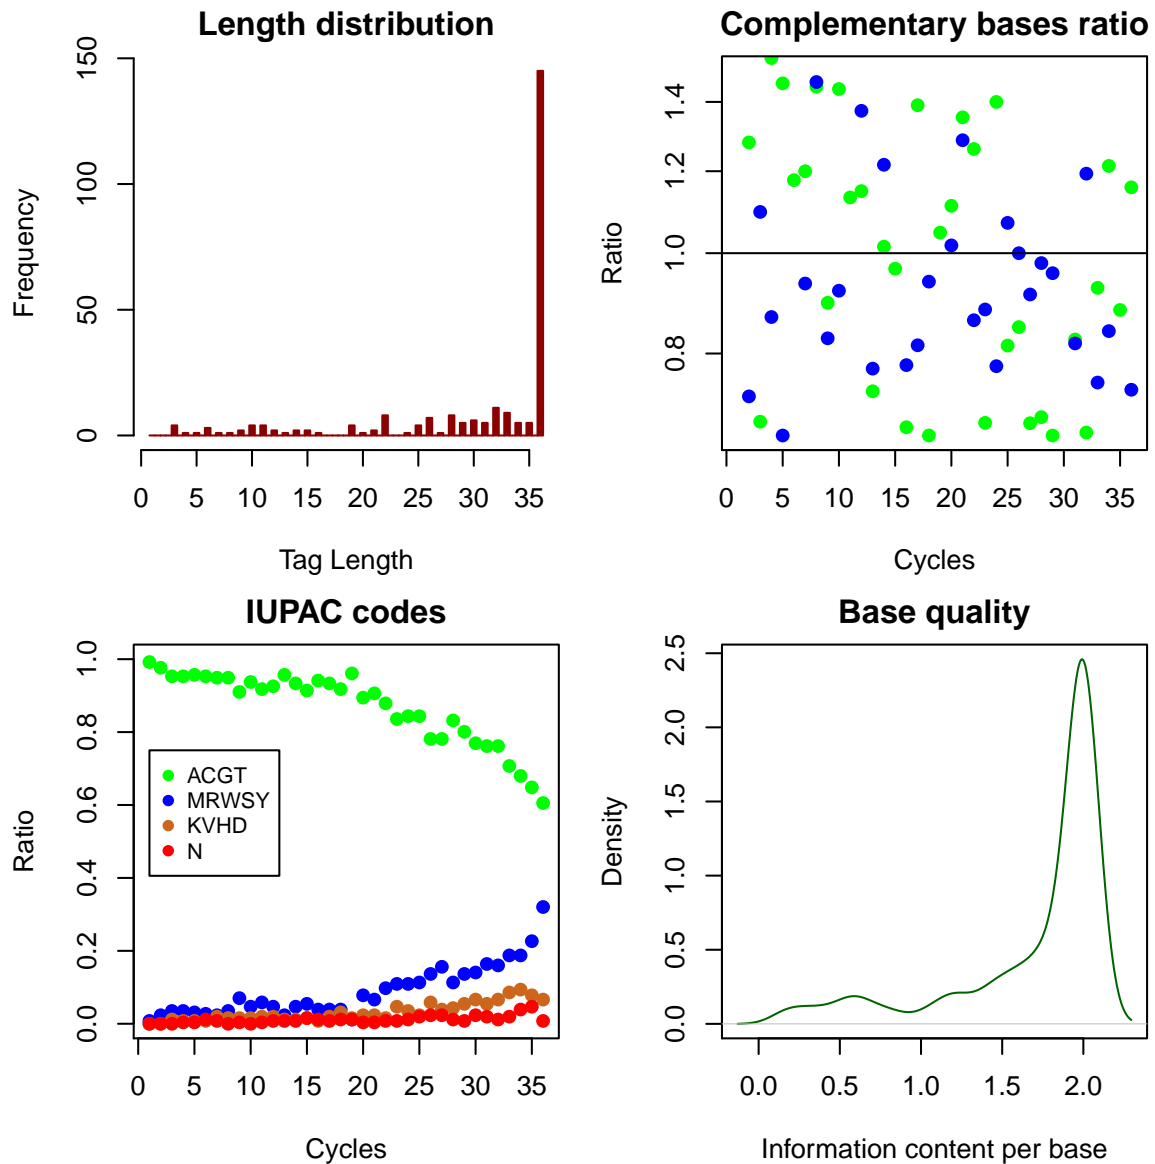 Length distribution
150
100
50
0
Frequency
0 5 10 15 20 25 30 35
Tag Length
Complementary bases ratio
1.4
1.2
1.0
0.8
Ratio
0 5 10 15 20 25 30 35
Cycles
IUPAC codes
1.0
0.8
0.6
0.4
0.2
0.0
Ratio
ACGT
MRWSY
KVHD
N
0 5 10 15 20 25 30 35
Cycles
Base quality
2.5
2.0
1.5
1.0
0.5
0.0
Density
0.0 0.5 1.0 1.5 2.0
Information content per base